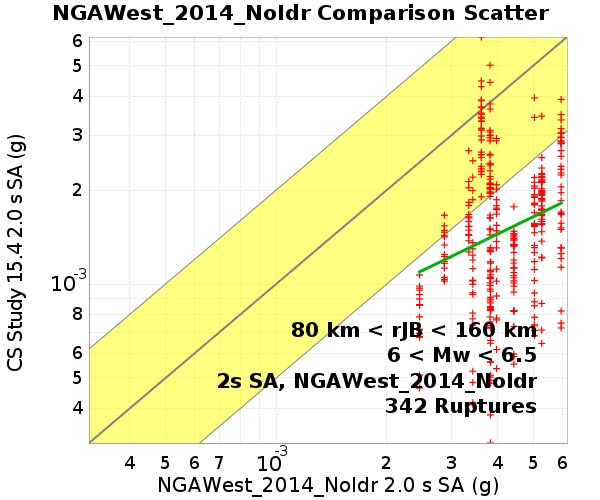 NGAWest_2014_NoIdr Comparison Scatter
CS Study 15.4 2.0 s SA (g)
6
5
4
3
2
10-3
8
6
5
4
80 km < rJB < 160 km
6 < Mw < 6.5
2s SA, NGAWest_2014_NoIdr
342 Ruptures
4 5 6 7 10-3 2 3 4 5 6
NGAWest_2014_NoIdr 2.0 s SA (g)